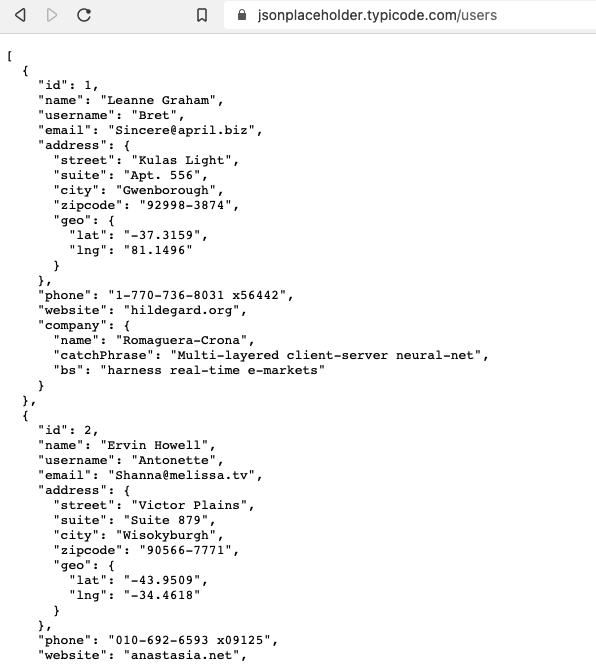 jsonplaceholder.typicode.com/users
[
  {
    "id": 1,
    "name": "Leanne Graham",
    "username": "Bret",
    "email": "Sincere@april.biz",
    "address": {
      "street": "Kulas Light",
      "suite": "Apt. 556",
      "city": "Gwenborough",
      "zipcode": "92998-3874",
      "geo": {
        "lat": "-37.3159",
        "lng": "81.1496"
      }
    },
    "phone": "1-770-736-8031 x56442",
    "website": "hildegard.org",
    "company": {
      "name": "Romaguera-Crona",
      "catchPhrase": "Multi-layered client-server neural-net",
      "bs": "harness real-time e-markets"
    }
  },
  {
    "id": 2,
    "name": "Ervin Howell",
    "username": "Antonette",
    "email": "Shanna@melissa.tv",
    "address": {
      "street": "Victor Plains",
      "suite": "Suite 879",
      "city": "Wisokyburgh",
      "zipcode": "90566-7771",
      "geo": {
        "lat": "-43.9509",
        "lng": "-34.4618"
      }
    },
    "phone": "010-692-6593 x09125",
    "website": "anastasia.net",